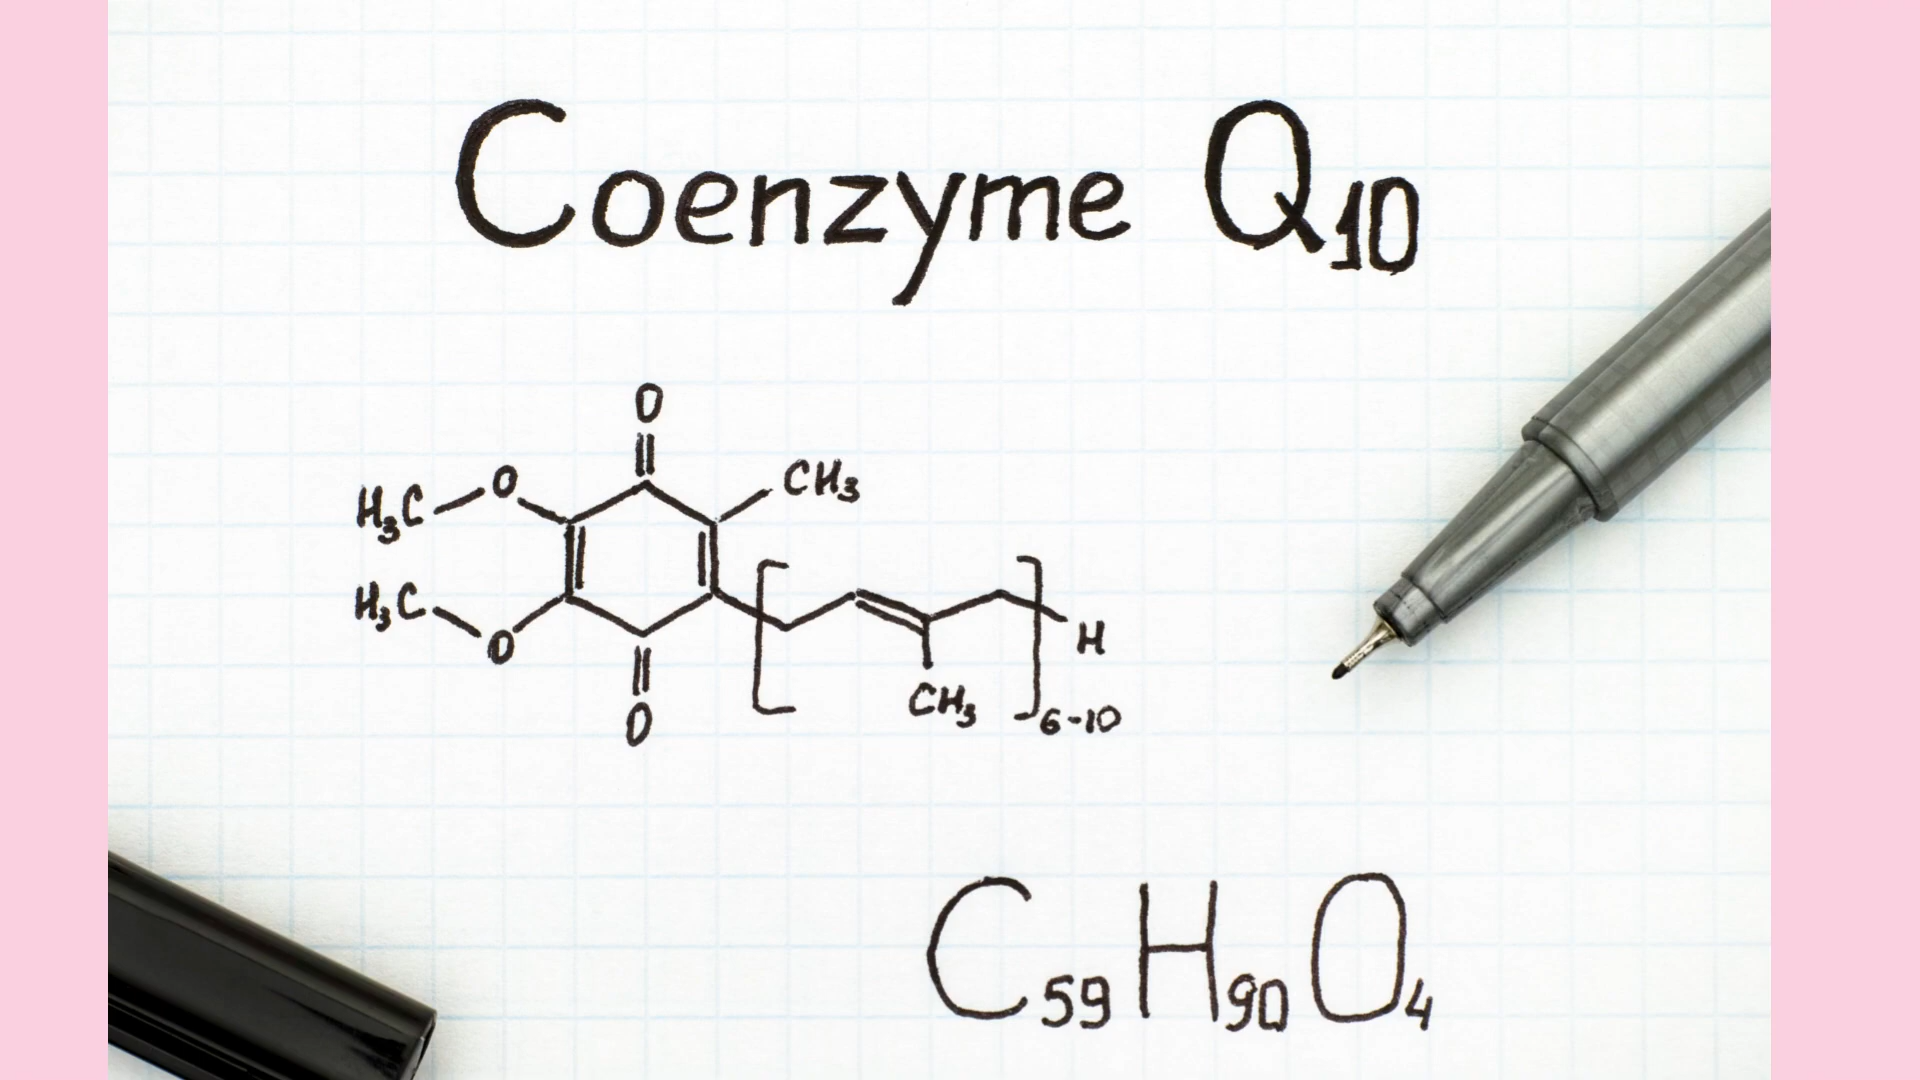 Coenzyme Q10
O
H3C O CH3
H3C O CH3 H
O 6-10
C59H90O4